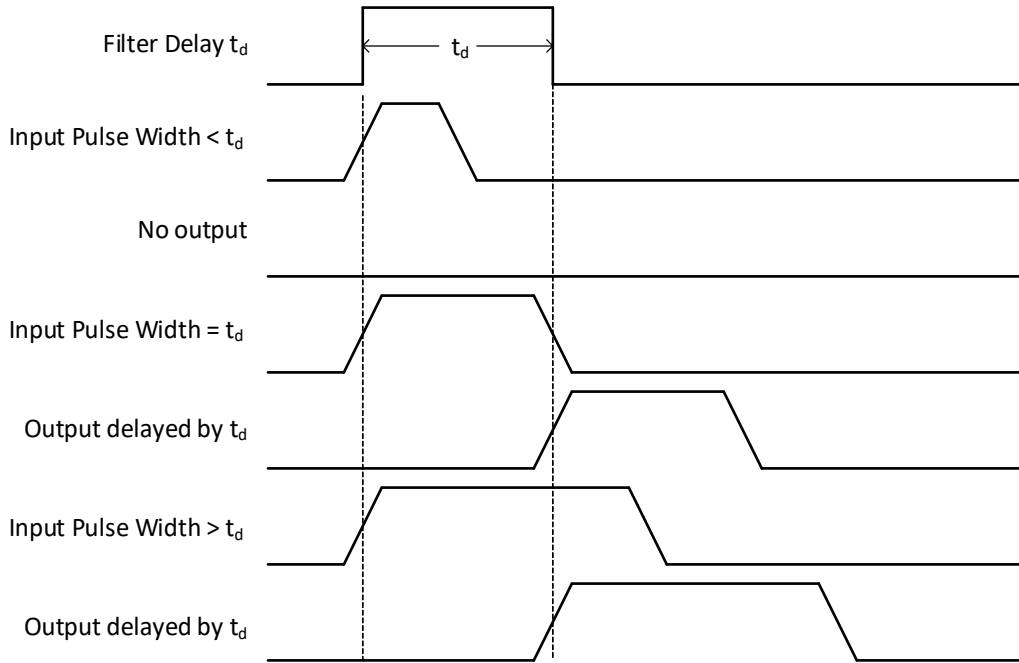 Filter Delay td
td
Input Pulse Width < td
No output
Input Pulse Width = td
Output delayed by td
Input Pulse Width > td
Output delayed by td